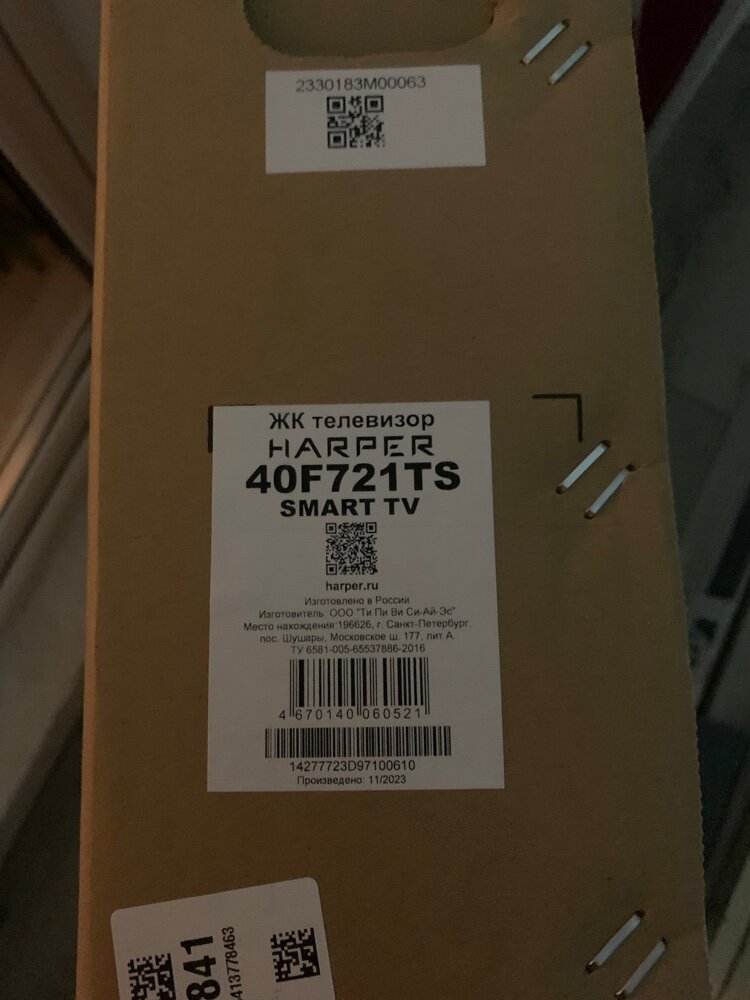 2330183M00063
ЖК телевизор
HARPER
40F721TS
SMART TV
harper.ru
Изготовлено в России
Изготовитель: ООО "Ти Пи Ви Си-Ай-Эс"
Место нахождения:196626, г. Санкт-Петербург,
пос. Шушары, Московское ш. 177, лит А
ТУ 6581-005-65537886-2016
4 670140 060521
14277723D97100610
Произведено: 11/2023
841
413778463